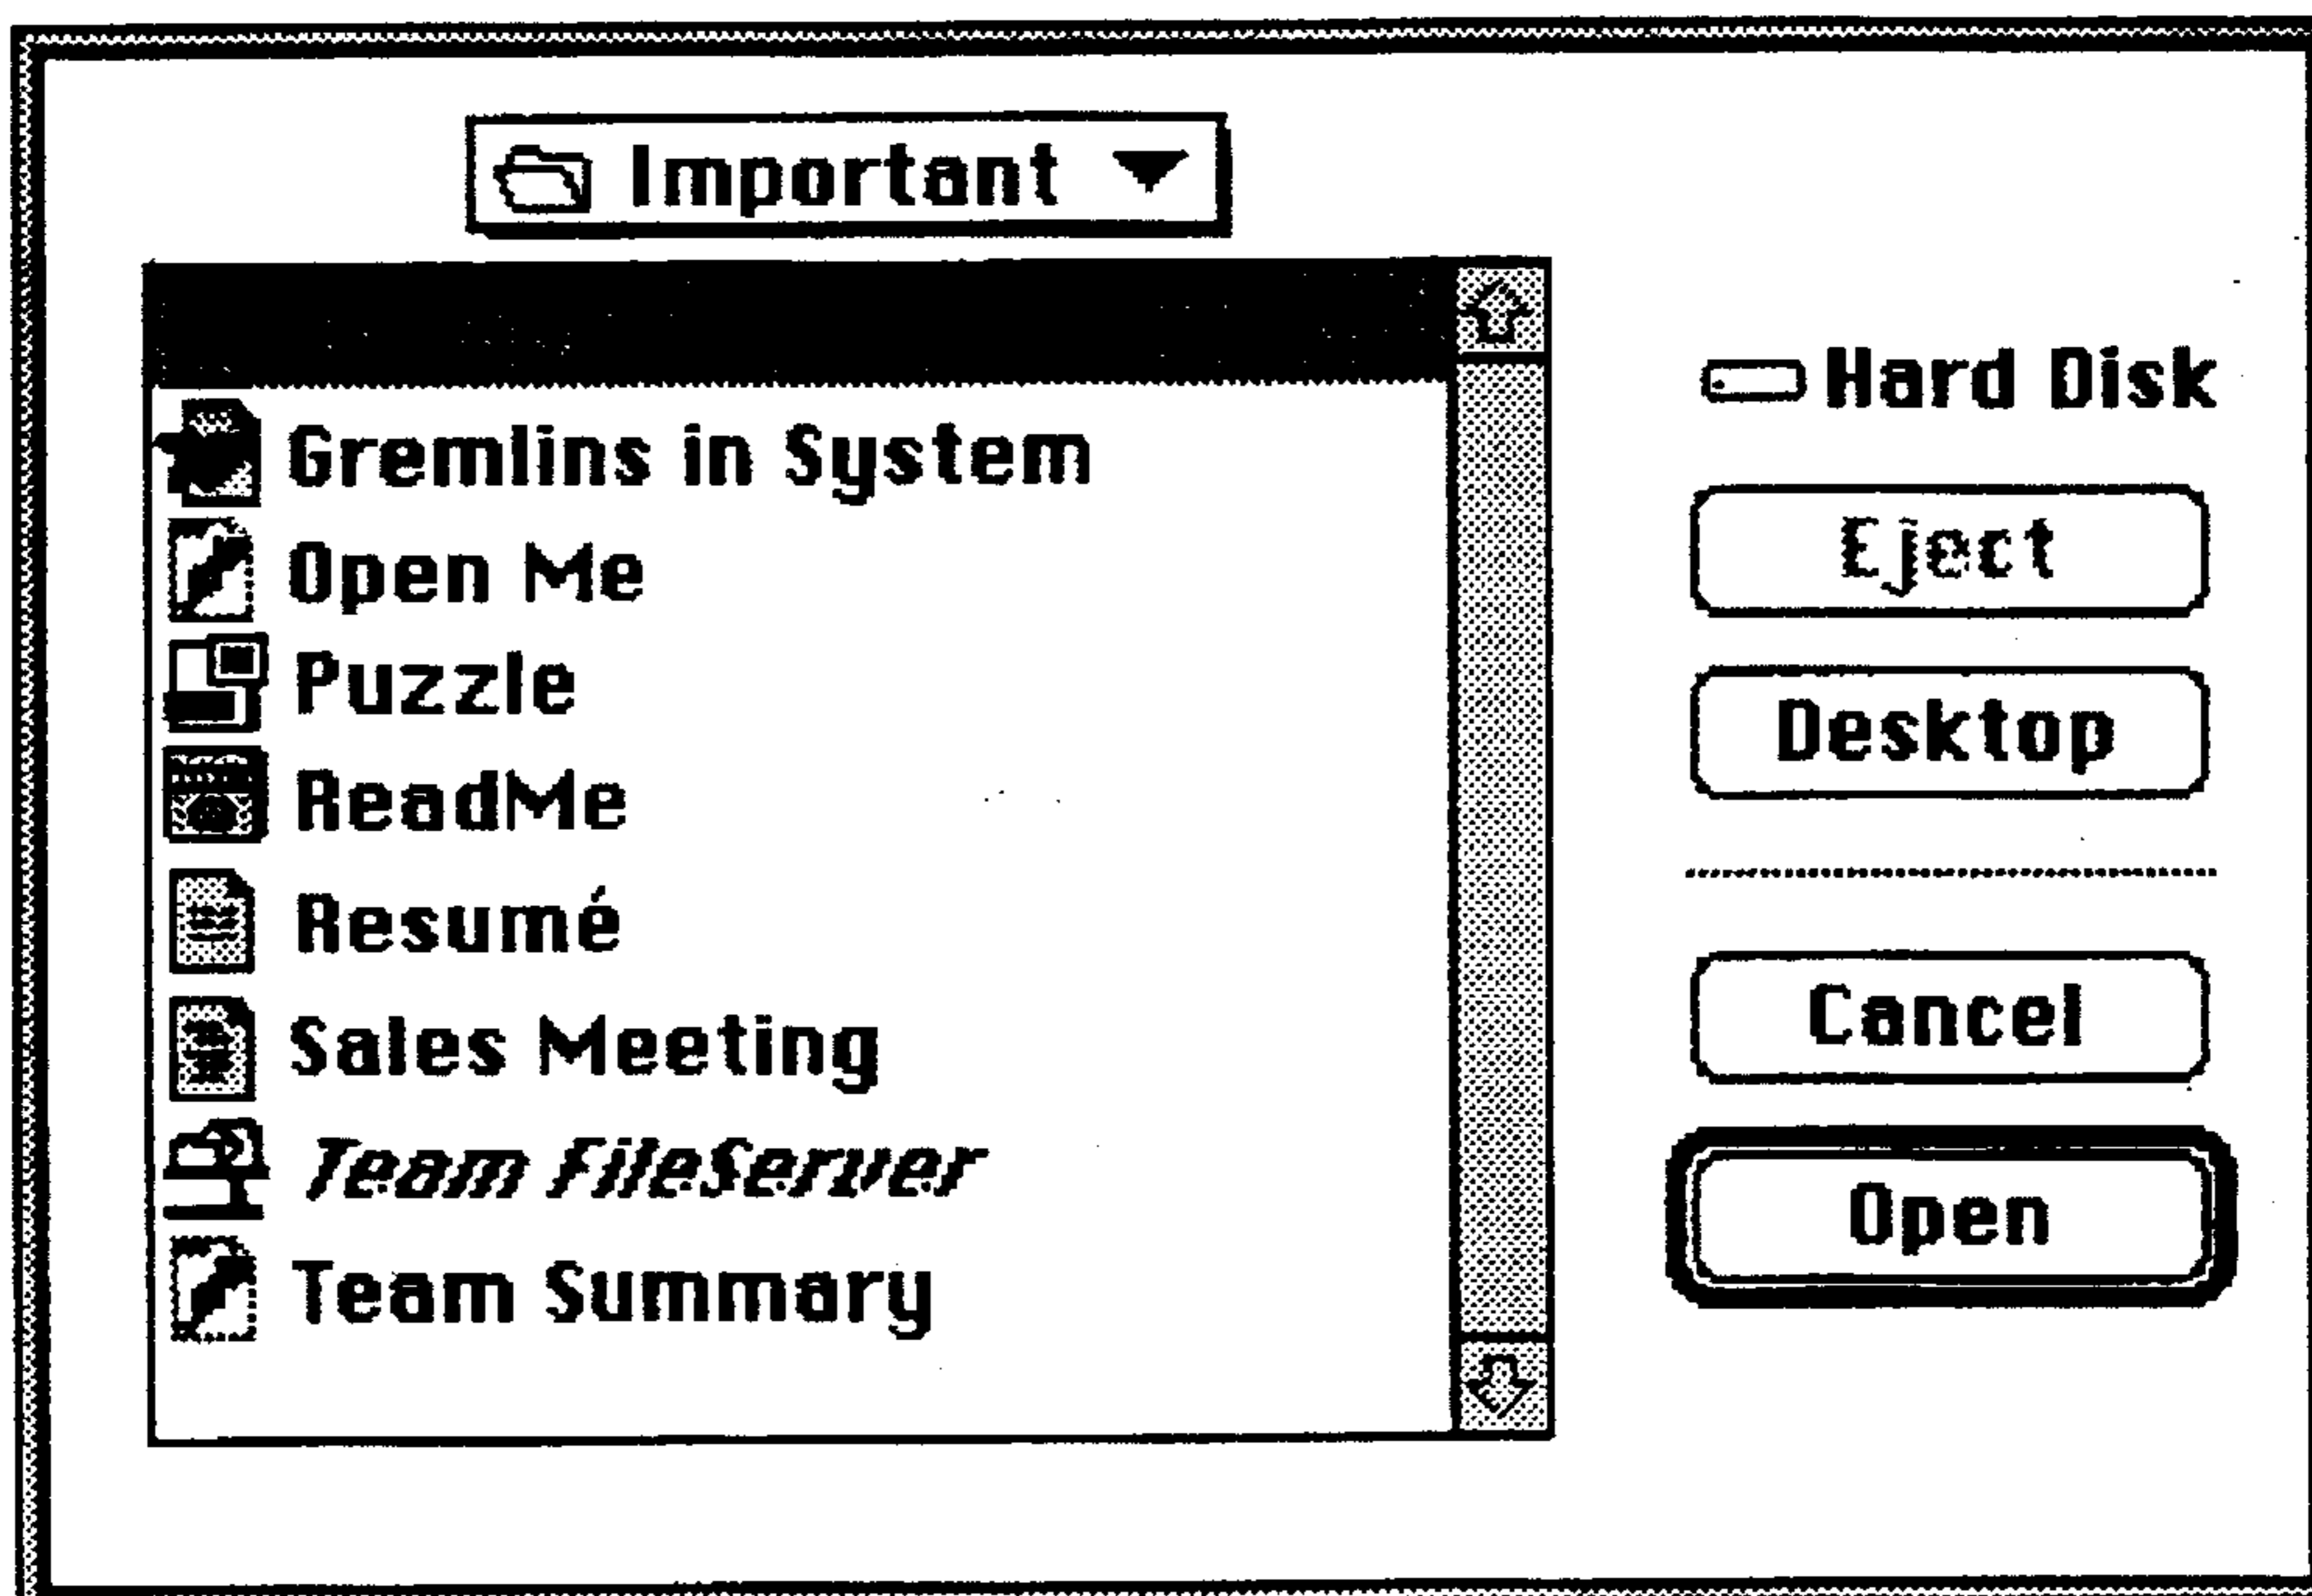 Important
Hard Disk
Gremlins in System
Eject
Open Me
Puzzle
Desktop
ReadMe
Resumé
Sales Meeting
Cancel
Team FileServer
Open
Team Summary